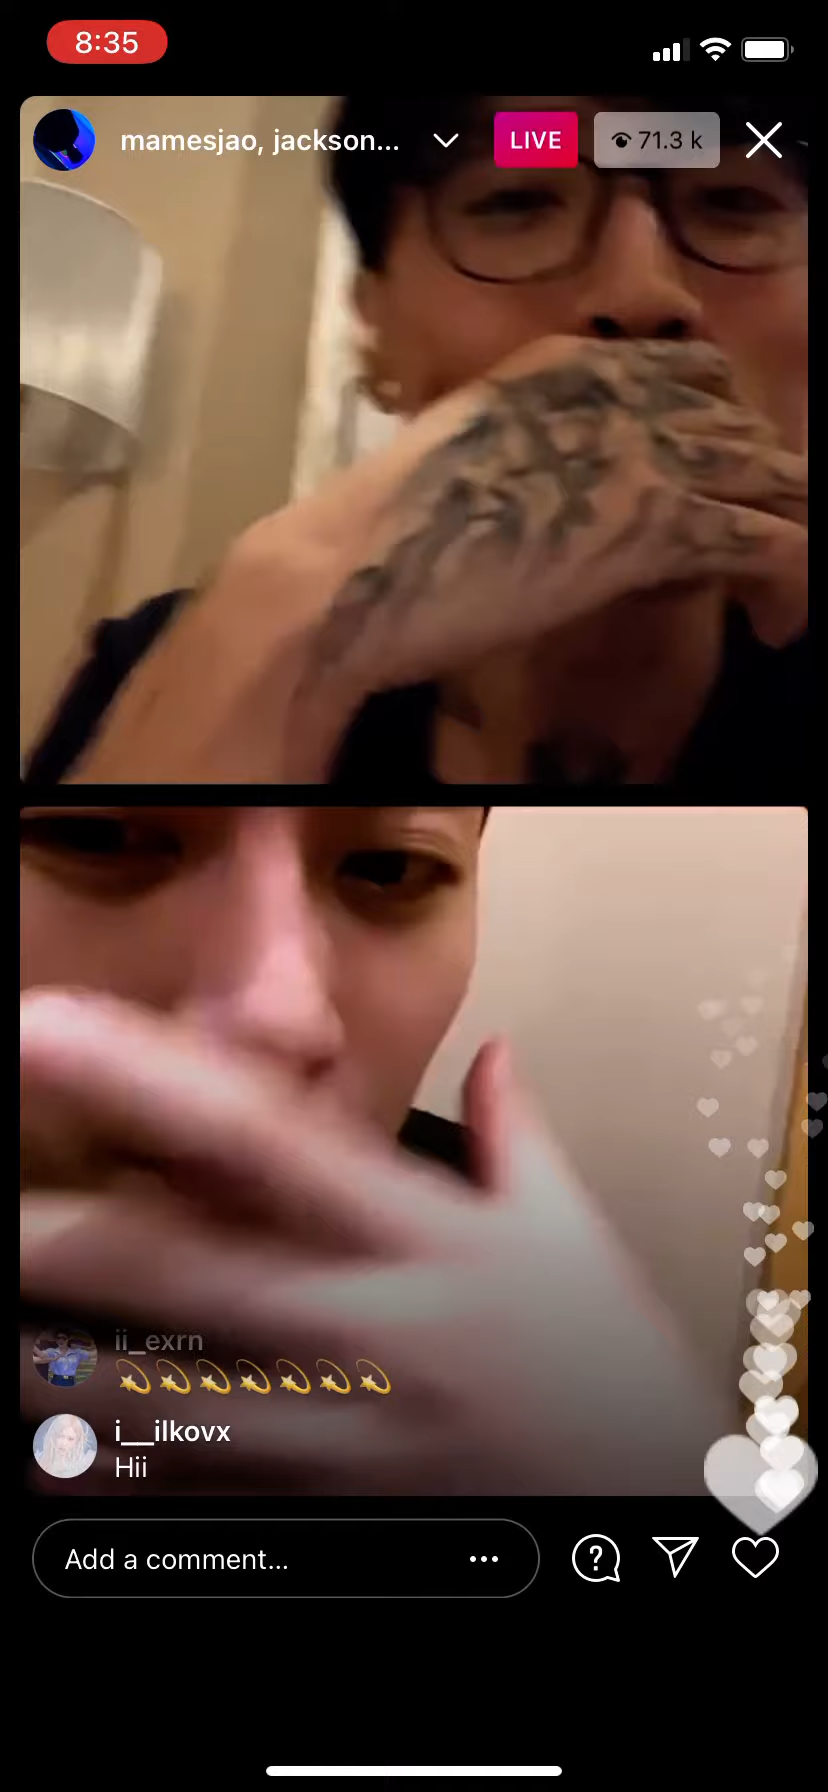 8:35
mamesjao, jackson...
LIVE
71.3 k
ii_exrn
💫💫💫💫💫💫💫
i__ilkovx
Hii
Add a comment...